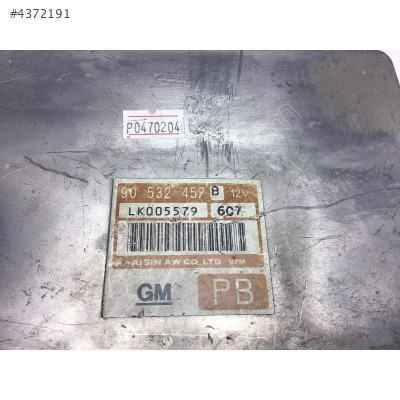 #4372191
P0470204
90 532 457 B 12V
LK005579 6C7
AISIN AW CO.,LTD
GM PB